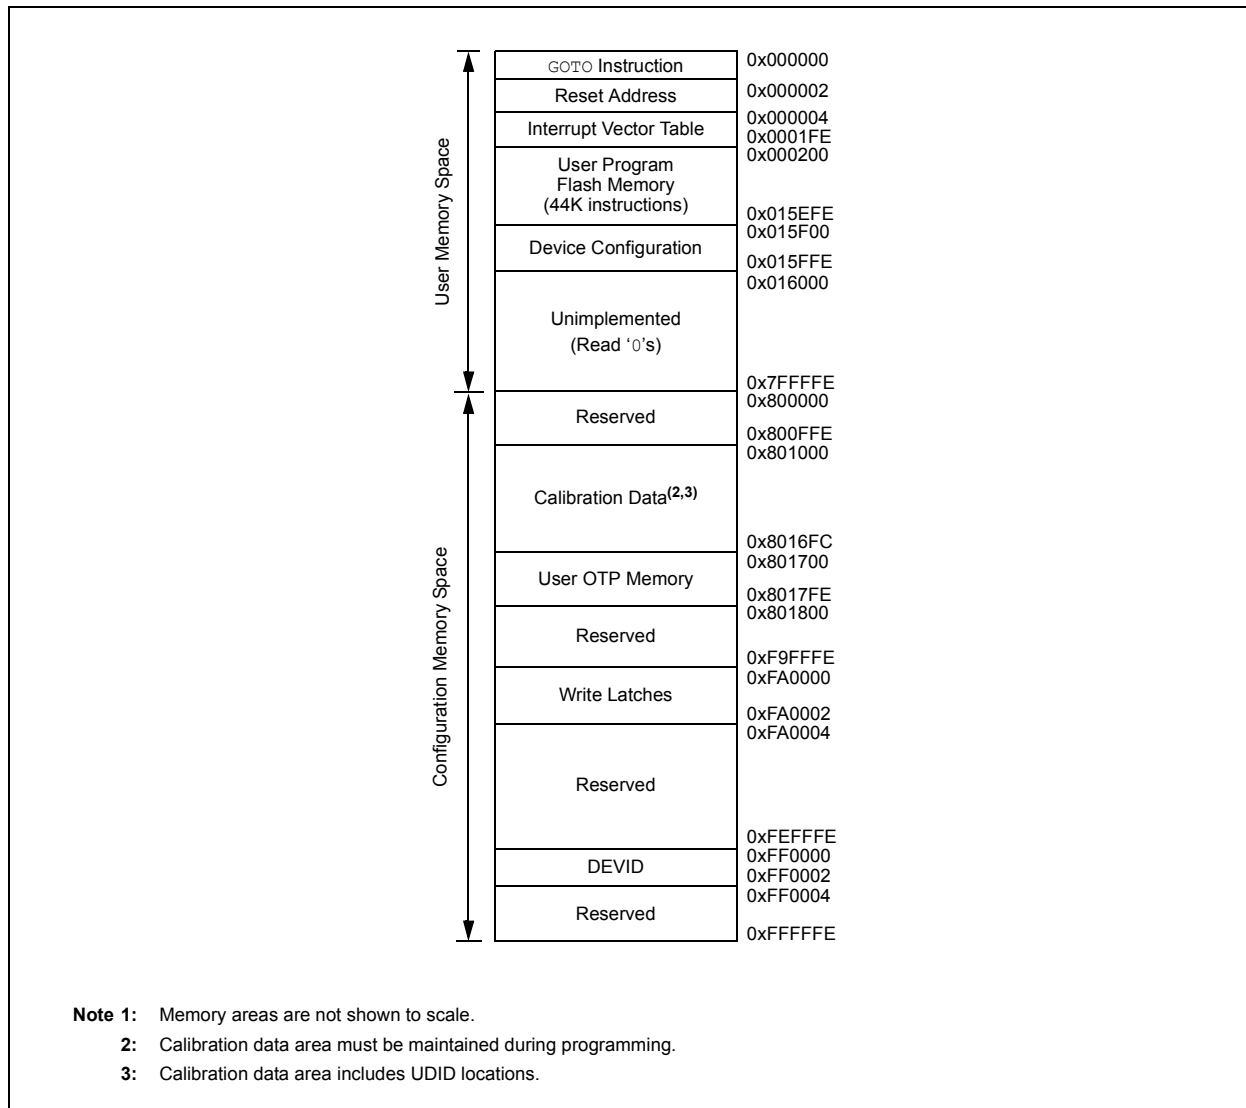 GOTO Instruction 0x000000
Reset Address 0x000002
0x000004
Interrupt Vector Table
0x0001FE
0x000200
User Program
Flash Memory
(44K instructions)
0x015EFE
0x015F00
Device Configuration
0x015FFE
0x016000
Unimplemented
(Read ‘0’s)
0x7FFFFE
User Memory Space
0x800000
Reserved
0x800FFE
0x801000
Calibration Data(2,3)
0x8016FC
0x801700
User OTP Memory
0x8017FE
0x801800
Reserved
0xF9FFFE
0xFA0000
Write Latches
0xFA0002
0xFA0004
Reserved
0xFEFFFE
0xFF0000
DEVID
0xFF0002
0xFF0004
Reserved
0xFFFFFE
Configuration Memory Space
Note 1: Memory areas are not shown to scale.
2: Calibration data area must be maintained during programming.
3: Calibration data area includes UDID locations.